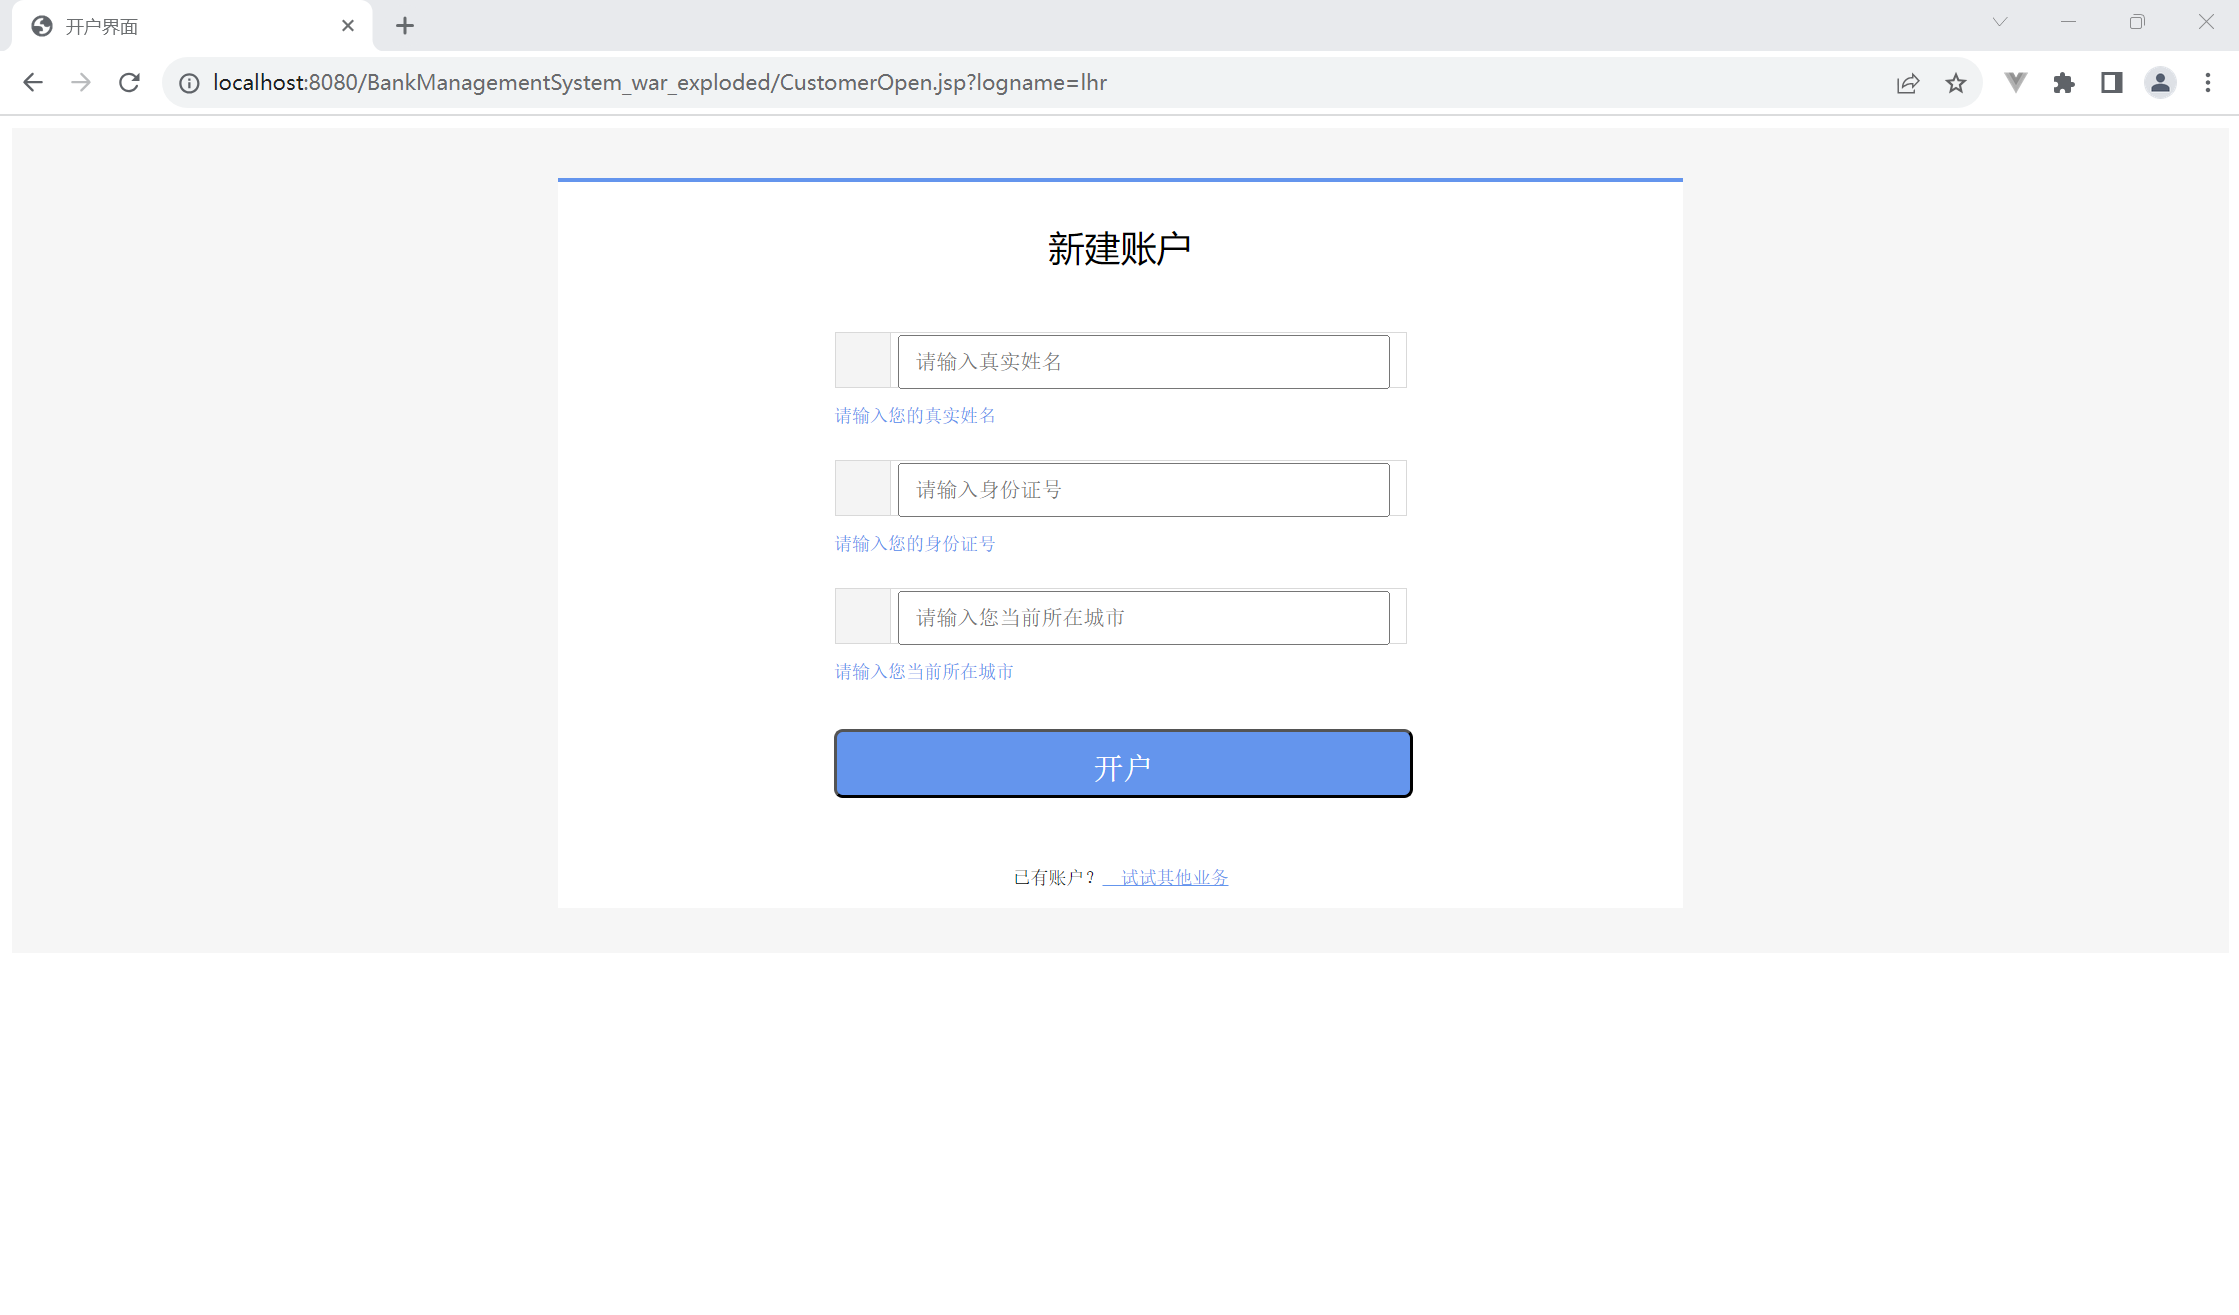 开户界面
localhost:8080/BankManagementSystem_war_exploded/CustomerOpen.jsp?logname=lhr
新建账户
请输入真实姓名
请输入您的真实姓名
请输入身份证号
请输入您的身份证号
请输入您当前所在城市
请输入您当前所在城市
开户
已有账户? 试试其他业务